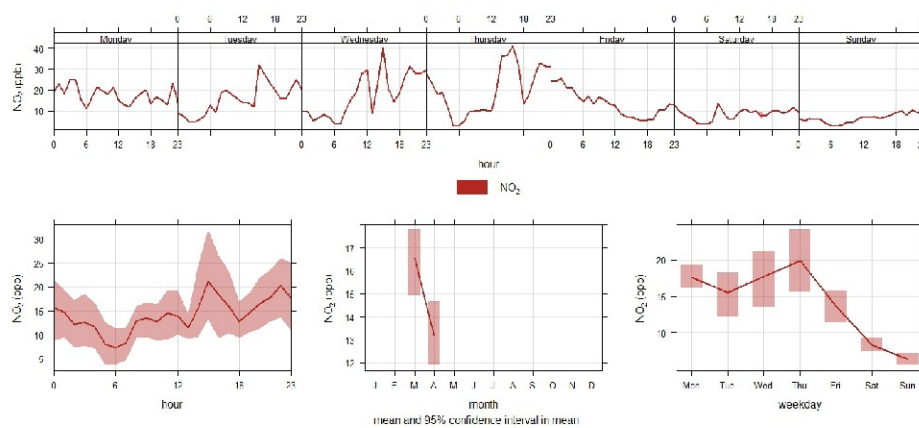 0 6 12 18 23 0 6 12 18 23 0 6 12 18 23
Monday Tuesday Wednesday Thursday Friday Saturday Sunday
NO2 (ppb)
40
30
20
10
0 6 12 18 23 0 6 12 18 23 0 6 12 18 23 0 6 12 18 23
hour
NO2
NO2 (ppb)
30
25
20
15
10
5
0 6 12 18 23
hour
NO2 (ppb)
17
16
15
14
13
12
J F M A M J J A S O N D
month
NO2 (ppb)
20
15
10
Mon Tue Wed Thu Fri Sat Sun
weekday
mean and 95% confidence interval in mean